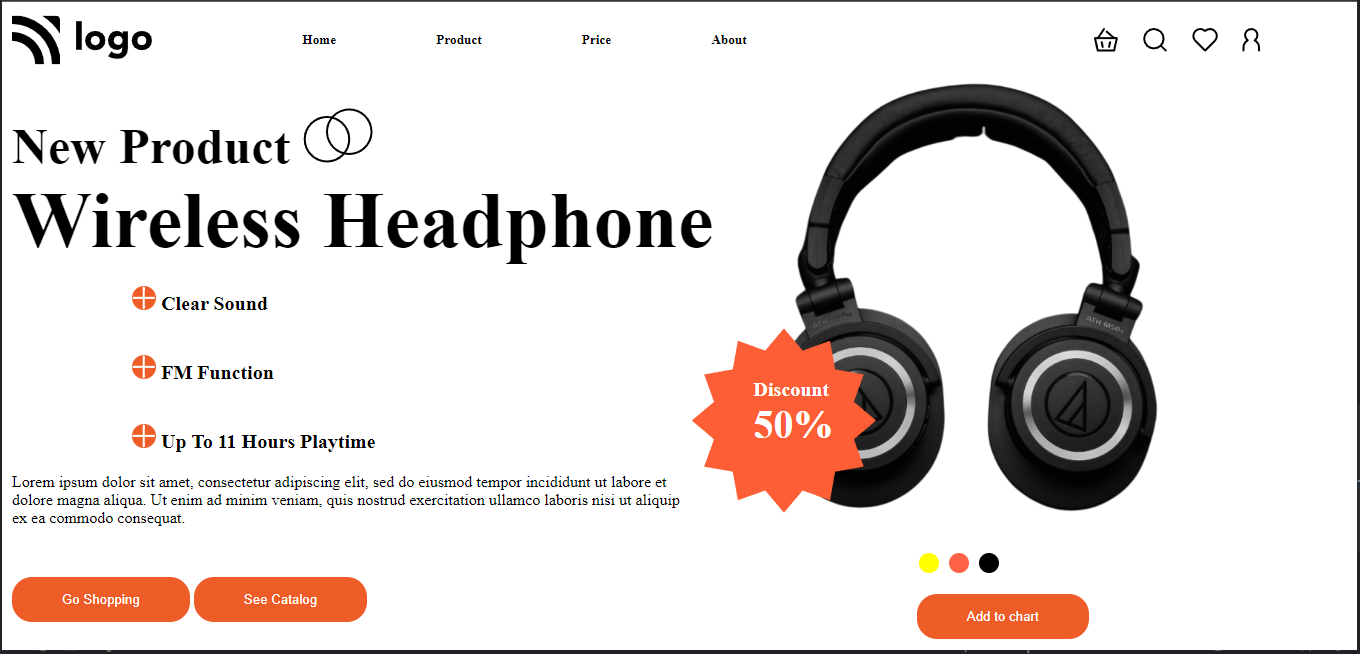 logo
Home
Product
Price
About
New Product
Wireless Headphone
Clear Sound
FM Function
Up To 11 Hours Playtime
Discount
50%
Lorem ipsum dolor sit amet, consectetur adipiscing elit, sed do eiusmod tempor incididunt ut labore et
dolore magna aliqua. Ut enim ad minim veniam, quis nostrud exercitation ullamco laboris nisi ut aliquip
ex ea commodo consequat.
Go Shopping
See Catalog
Add to chart